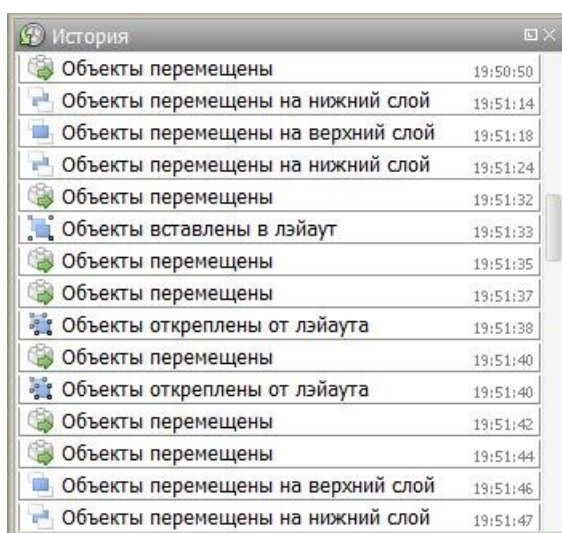 История
Объекты перемещены 19:50:50
Объекты перемещены на нижний слой 19:51:14
Объекты перемещены на верхний слой 19:51:18
Объекты перемещены на нижний слой 19:51:24
Объекты перемещены 19:51:32
Объекты вставлены в лэйаут 19:51:33
Объекты перемещены 19:51:35
Объекты перемещены 19:51:37
Объекты откреплены от лэйаута 19:51:38
Объекты перемещены 19:51:40
Объекты откреплены от лэйаута 19:51:40
Объекты перемещены 19:51:42
Объекты перемещены 19:51:44
Объекты перемещены на верхний слой 19:51:46
Объекты перемещены на нижний слой 19:51:47